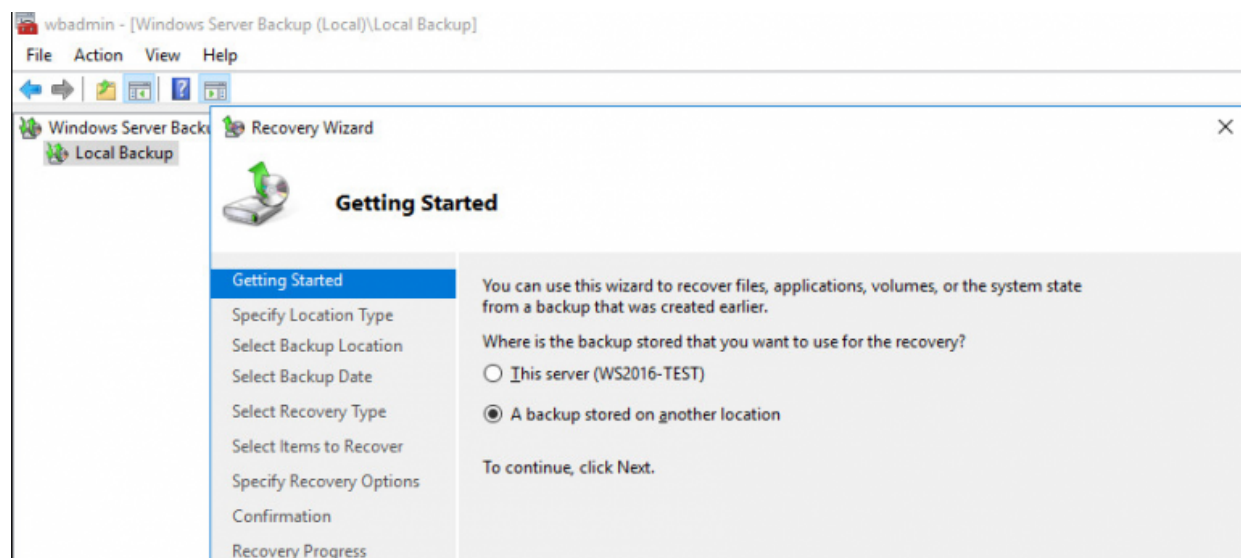 wbadmin - [Windows Server Backup (Local)\Local Backup]
File Action View Help
Windows Server Backu
Local Backup
Recovery Wizard
Getting Started
Getting Started
Specify Location Type
Select Backup Location
Select Backup Date
Select Recovery Type
Select Items to Recover
Specify Recovery Options
Confirmation
Recovery Progress
You can use this wizard to recover files, applications, volumes, or the system state
from a backup that was created earlier.
Where is the backup stored that you want to use for the recovery?
This server (WS2016-TEST)
A backup stored on another location
To continue, click Next.